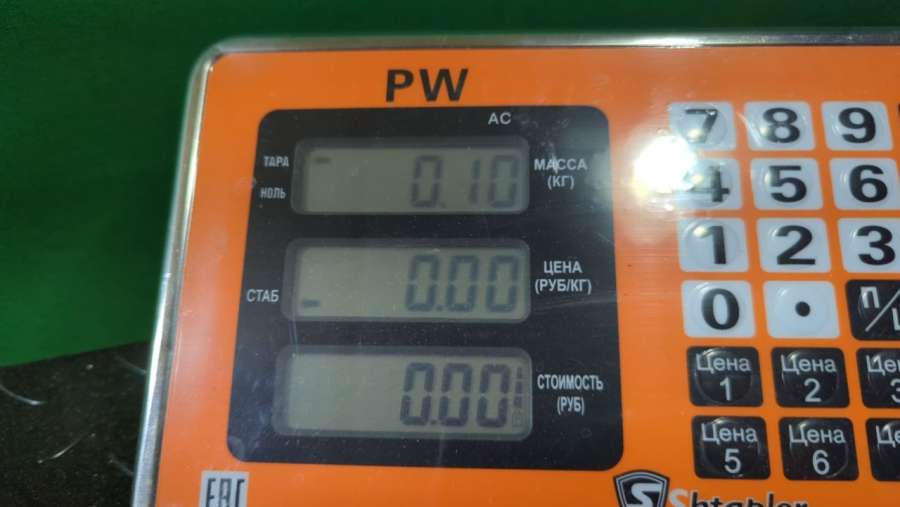 PW
AC
ТАРА
НОЛЬ
0.10
МАССА
(КГ)
СТАБ
0.00
ЦЕНА
(РУБ/КГ)
0.00
СТОИМОСТЬ
(РУБ)
7 8 9
4 5 6
1 2 3
0 •
Цена 1
Цена 2
Цена 5
Цена 6
EAC
Shtapler